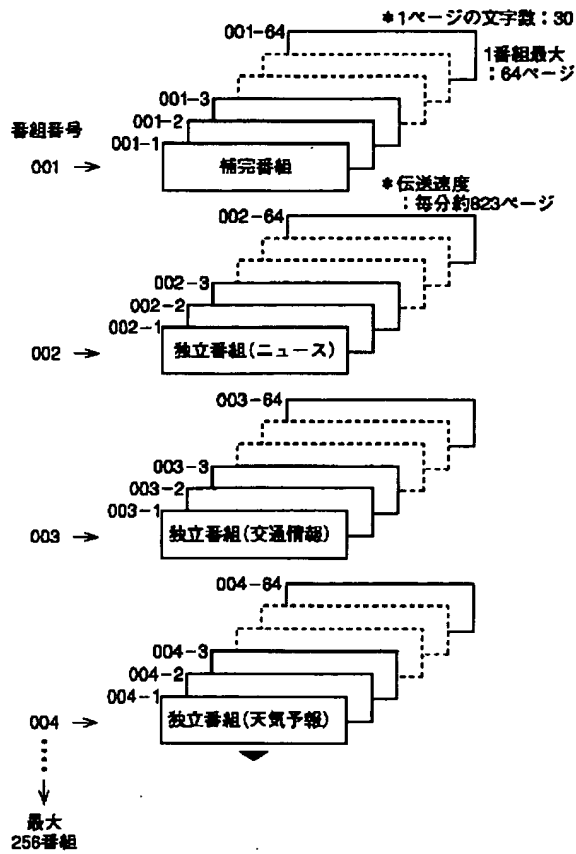 ＊1ページの文字数：30
001-64
1番組最大
：64ページ
001-3
001-2
番組番号
001-1
001 → 補完番組
＊伝送速度
：毎分約823ページ
002-64
002-3
002-2
002-1
002 → 独立番組(ニュース)
003-64
003-3
003-2
003-1
003 → 独立番組(交通情報)
004-64
004-3
004-2
004-1
004 → 独立番組(天気予報)
最大
256番組